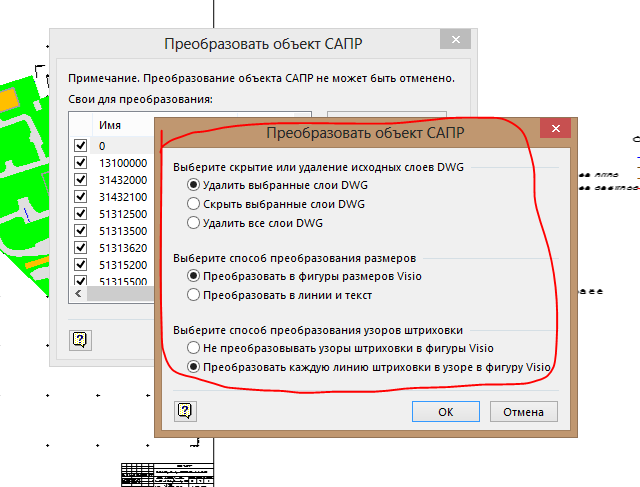 Преобразовать объект САПР
Примечание. Преобразование объекта САПР не может быть отменено.
Свои для преобразования:
Имя
0
13100000
31432000
31432100
51312500
51313500
51313620
51315200
51315500
Преобразовать объект САПР
Выберите скрытие или удаление исходных слоев DWG
Удалить выбранные слои DWG
Скрыть выбранные слои DWG
Удалить все слои DWG
Выберите способ преобразования размеров
Преобразовать в фигуры размеров Visio
Преобразовать в линии и текст
Выберите способ преобразования узоров штриховки
Не преобразовывать узоры штриховки в фигуры Visio
Преобразовать каждую линию штриховки в узоре в фигуру Visio
ОК
Отмена